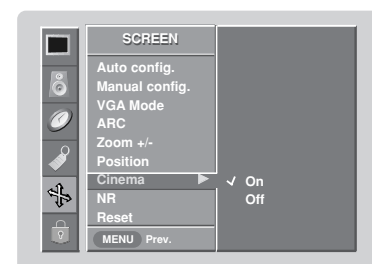 SCREEN
Auto config.
Manual config.
VGA Mode
ARC
Zoom +/-
Position
Cinema ▶ ✓ On
Off
NR
Reset
MENU Prev.